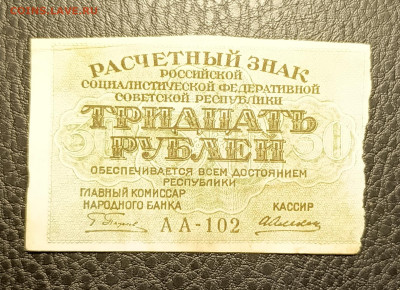 РАСЧЕТНЫЙ ЗНАК
РОССИЙСКОЙ
СОЦИАЛИСТИЧЕСКОЙ ФЕДЕРАТИВНОЙ
СОВЕТСКОЙ РЕСПУБЛИКИ
ТРИДЦАТЬ
РУБЛЕЙ
ОБЕСПЕЧИВАЕТСЯ ВСЕМ ДОСТОЯНИЕМ
РЕСПУБЛИКИ
ГЛАВНЫЙ КОМИССАР
НАРОДНОГО БАНКА
КАССИР
АА-102